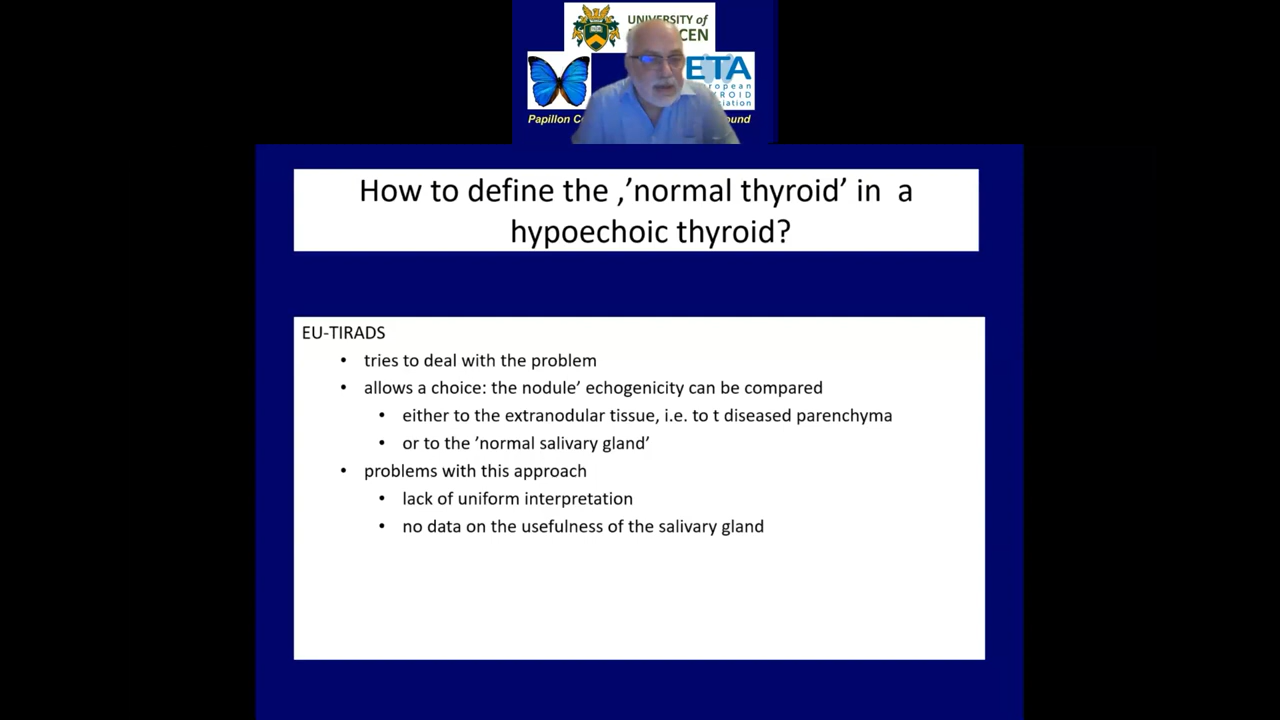 UNIVERSITY of
CEN
ETA
ropean
YROID
ciation
Papillon C
ound
How to define the ‚’normal thyroid’ in a
hypoechoic thyroid?
EU-TIRADS
• tries to deal with the problem
• allows a choice: the nodule’ echogenicity can be compared
• either to the extranodular tissue, i.e. to t diseased parenchyma
• or to the ’normal salivary gland’
• problems with this approach
• lack of uniform interpretation
• no data on the usefulness of the salivary gland